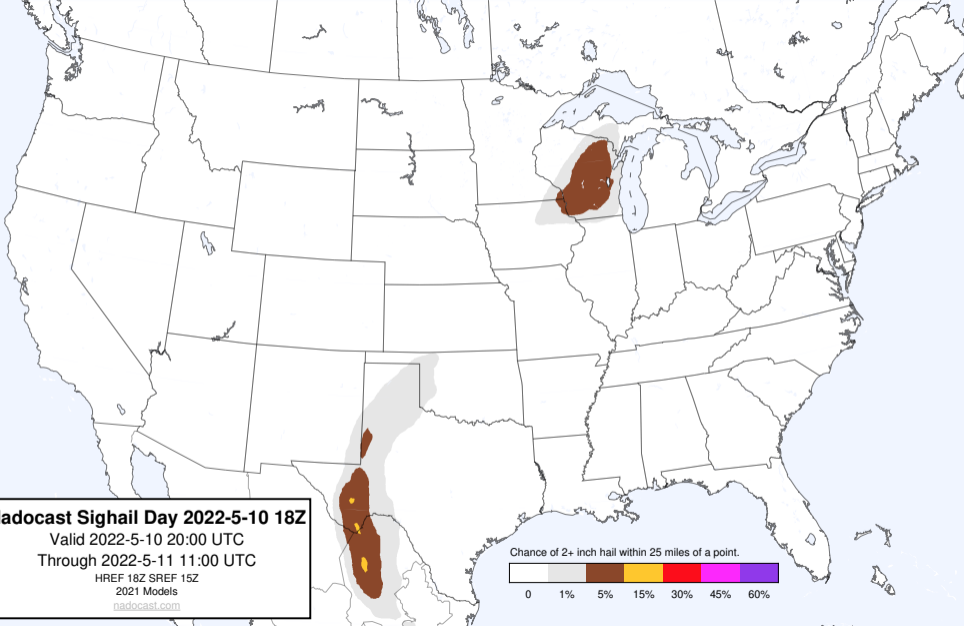 adocast Sighail Day 2022-5-10 18Z
Valid 2022-5-10 20:00 UTC
Through 2022-5-11 11:00 UTC
HREF 18Z SREF 15Z
2021 Models
nadocast.com
Chance of 2+ inch hail within 25 miles of a point.
0 1% 5% 15% 30% 45% 60%